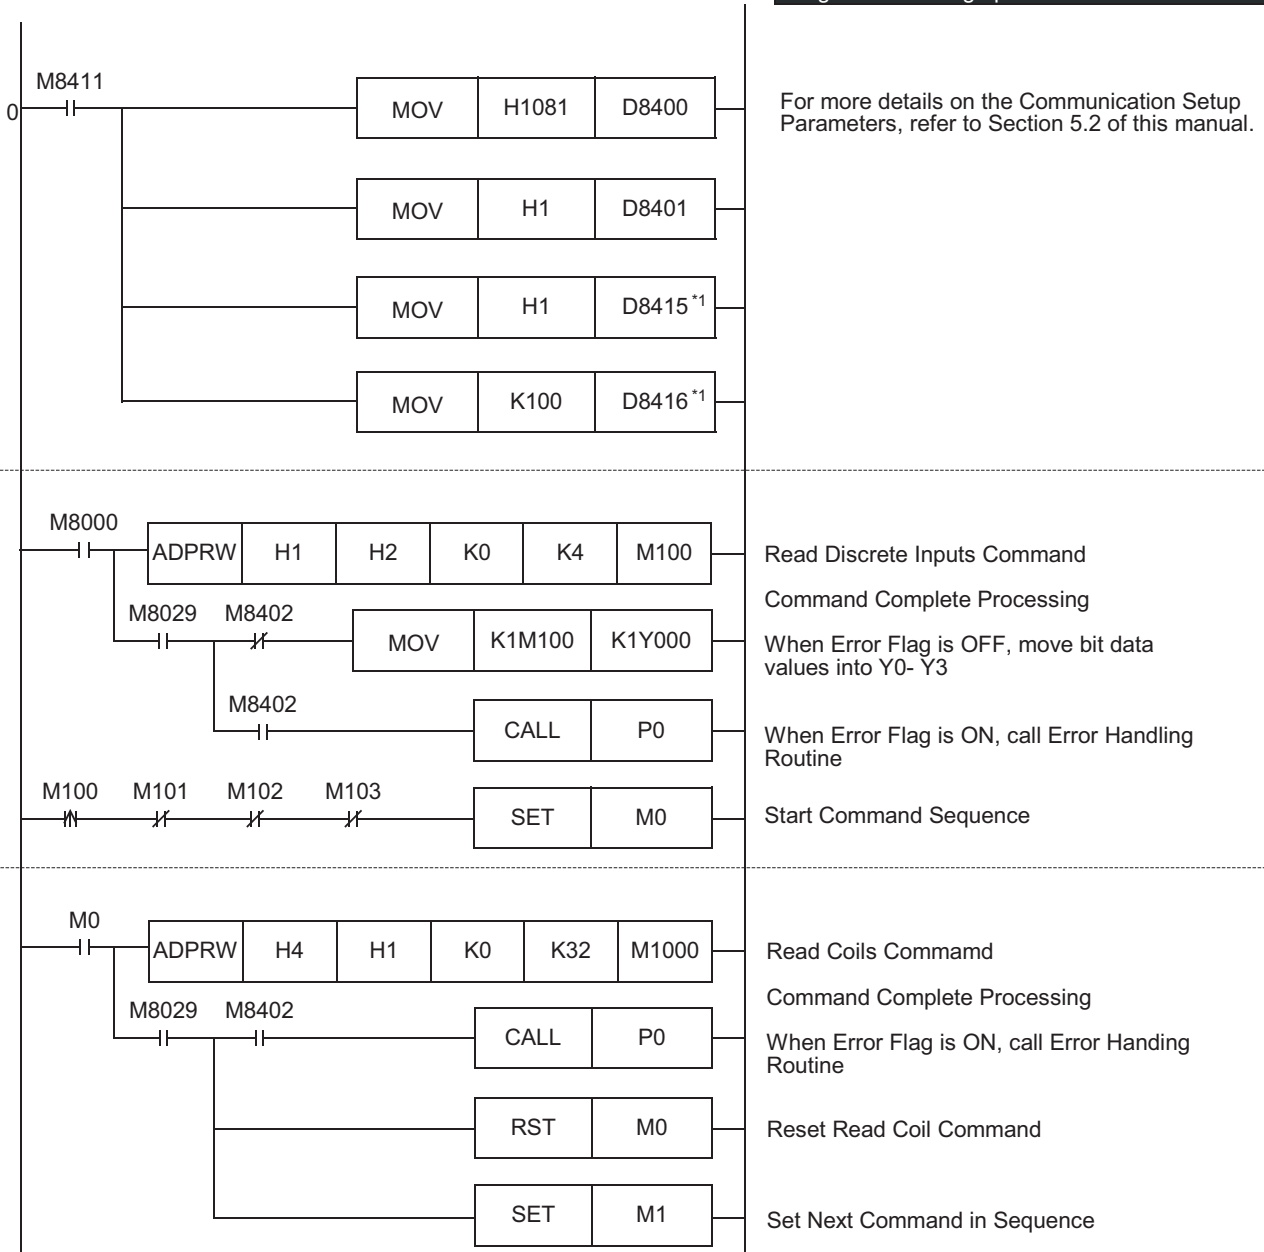 M8411
0
MOV H1081 D8400
For more details on the Communication Setup
Parameters, refer to Section 5.2 of this manual.
MOV H1 D8401
MOV H1 D8415 *1
MOV K100 D8416 *1
M8000
ADPRW H1 H2 K0 K4 M100
Read Discrete Inputs Command
Command Complete Processing
M8029 M8402
MOV K1M100 K1Y000
When Error Flag is OFF, move bit data
values into Y0- Y3
M8402
CALL P0
When Error Flag is ON, call Error Handling
Routine
M100 M101 M102 M103
SET M0
Start Command Sequence
M0
ADPRW H4 H1 K0 K32 M1000
Read Coils Commamd
Command Complete Processing
M8029 M8402
CALL P0
When Error Flag is ON, call Error Handing
Routine
RST M0
Reset Read Coil Command
SET M1
Set Next Command in Sequence